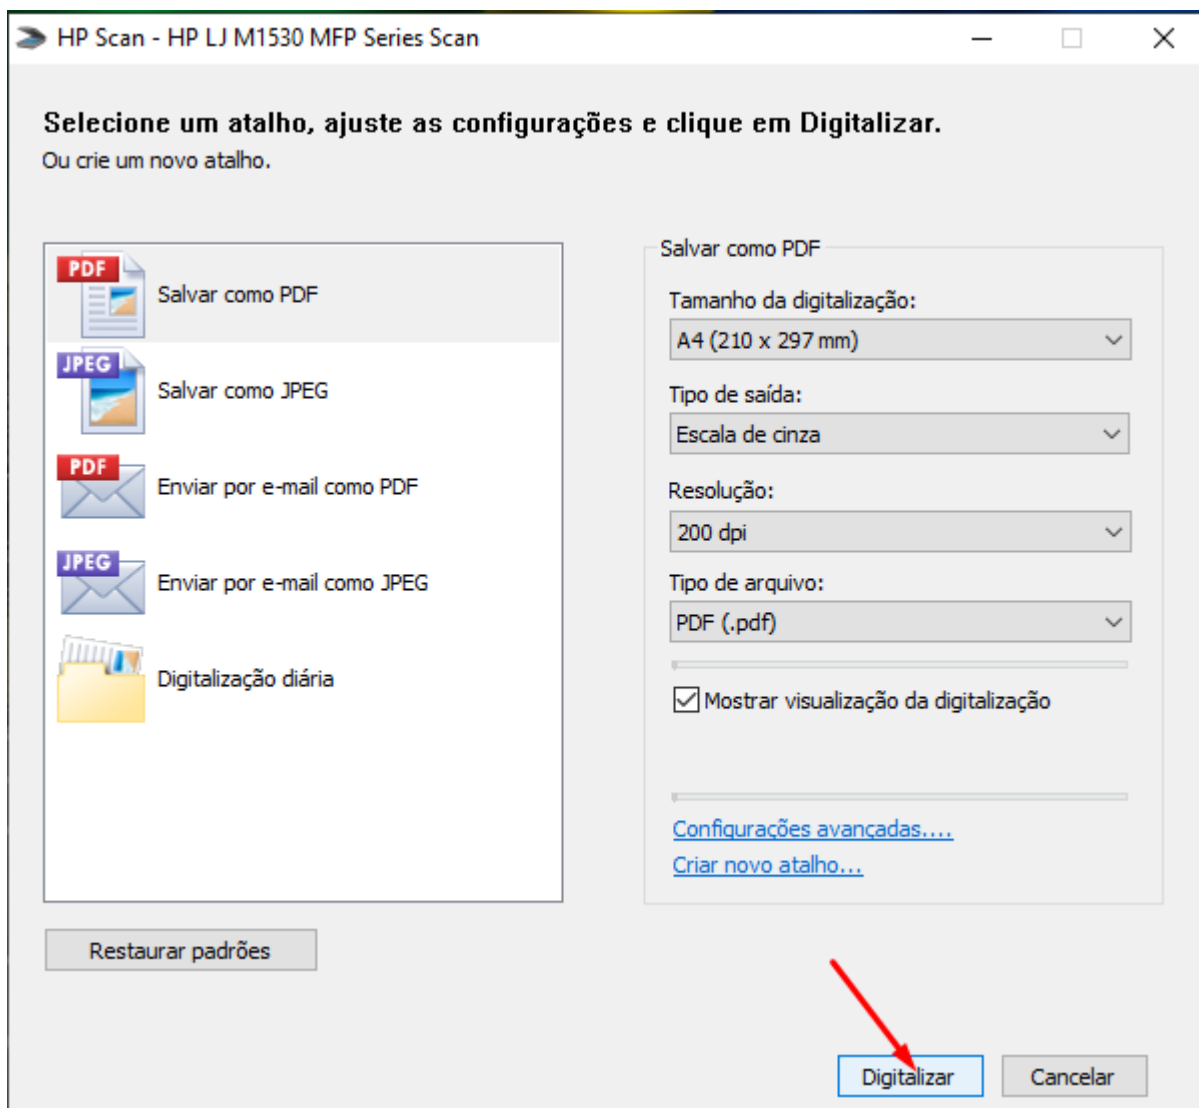 HP Scan - HP LJ M1530 MFP Series Scan
Selecione um atalho, ajuste as configurações e clique em Digitalizar.
Ou crie um novo atalho.
PDF
Salvar como PDF
JPEG
Salvar como JPEG
PDF
Enviar por e-mail como PDF
JPEG
Enviar por e-mail como JPEG
Digitalização diária
Restaurar padrões
Salvar como PDF
Tamanho da digitalização:
A4 (210 x 297 mm)
Tipo de saída:
Escala de cinza
Resolução:
200 dpi
Tipo de arquivo:
PDF (.pdf)
Mostrar visualização da digitalização
Configurações avançadas....
Criar novo atalho...
Digitalizar
Cancelar